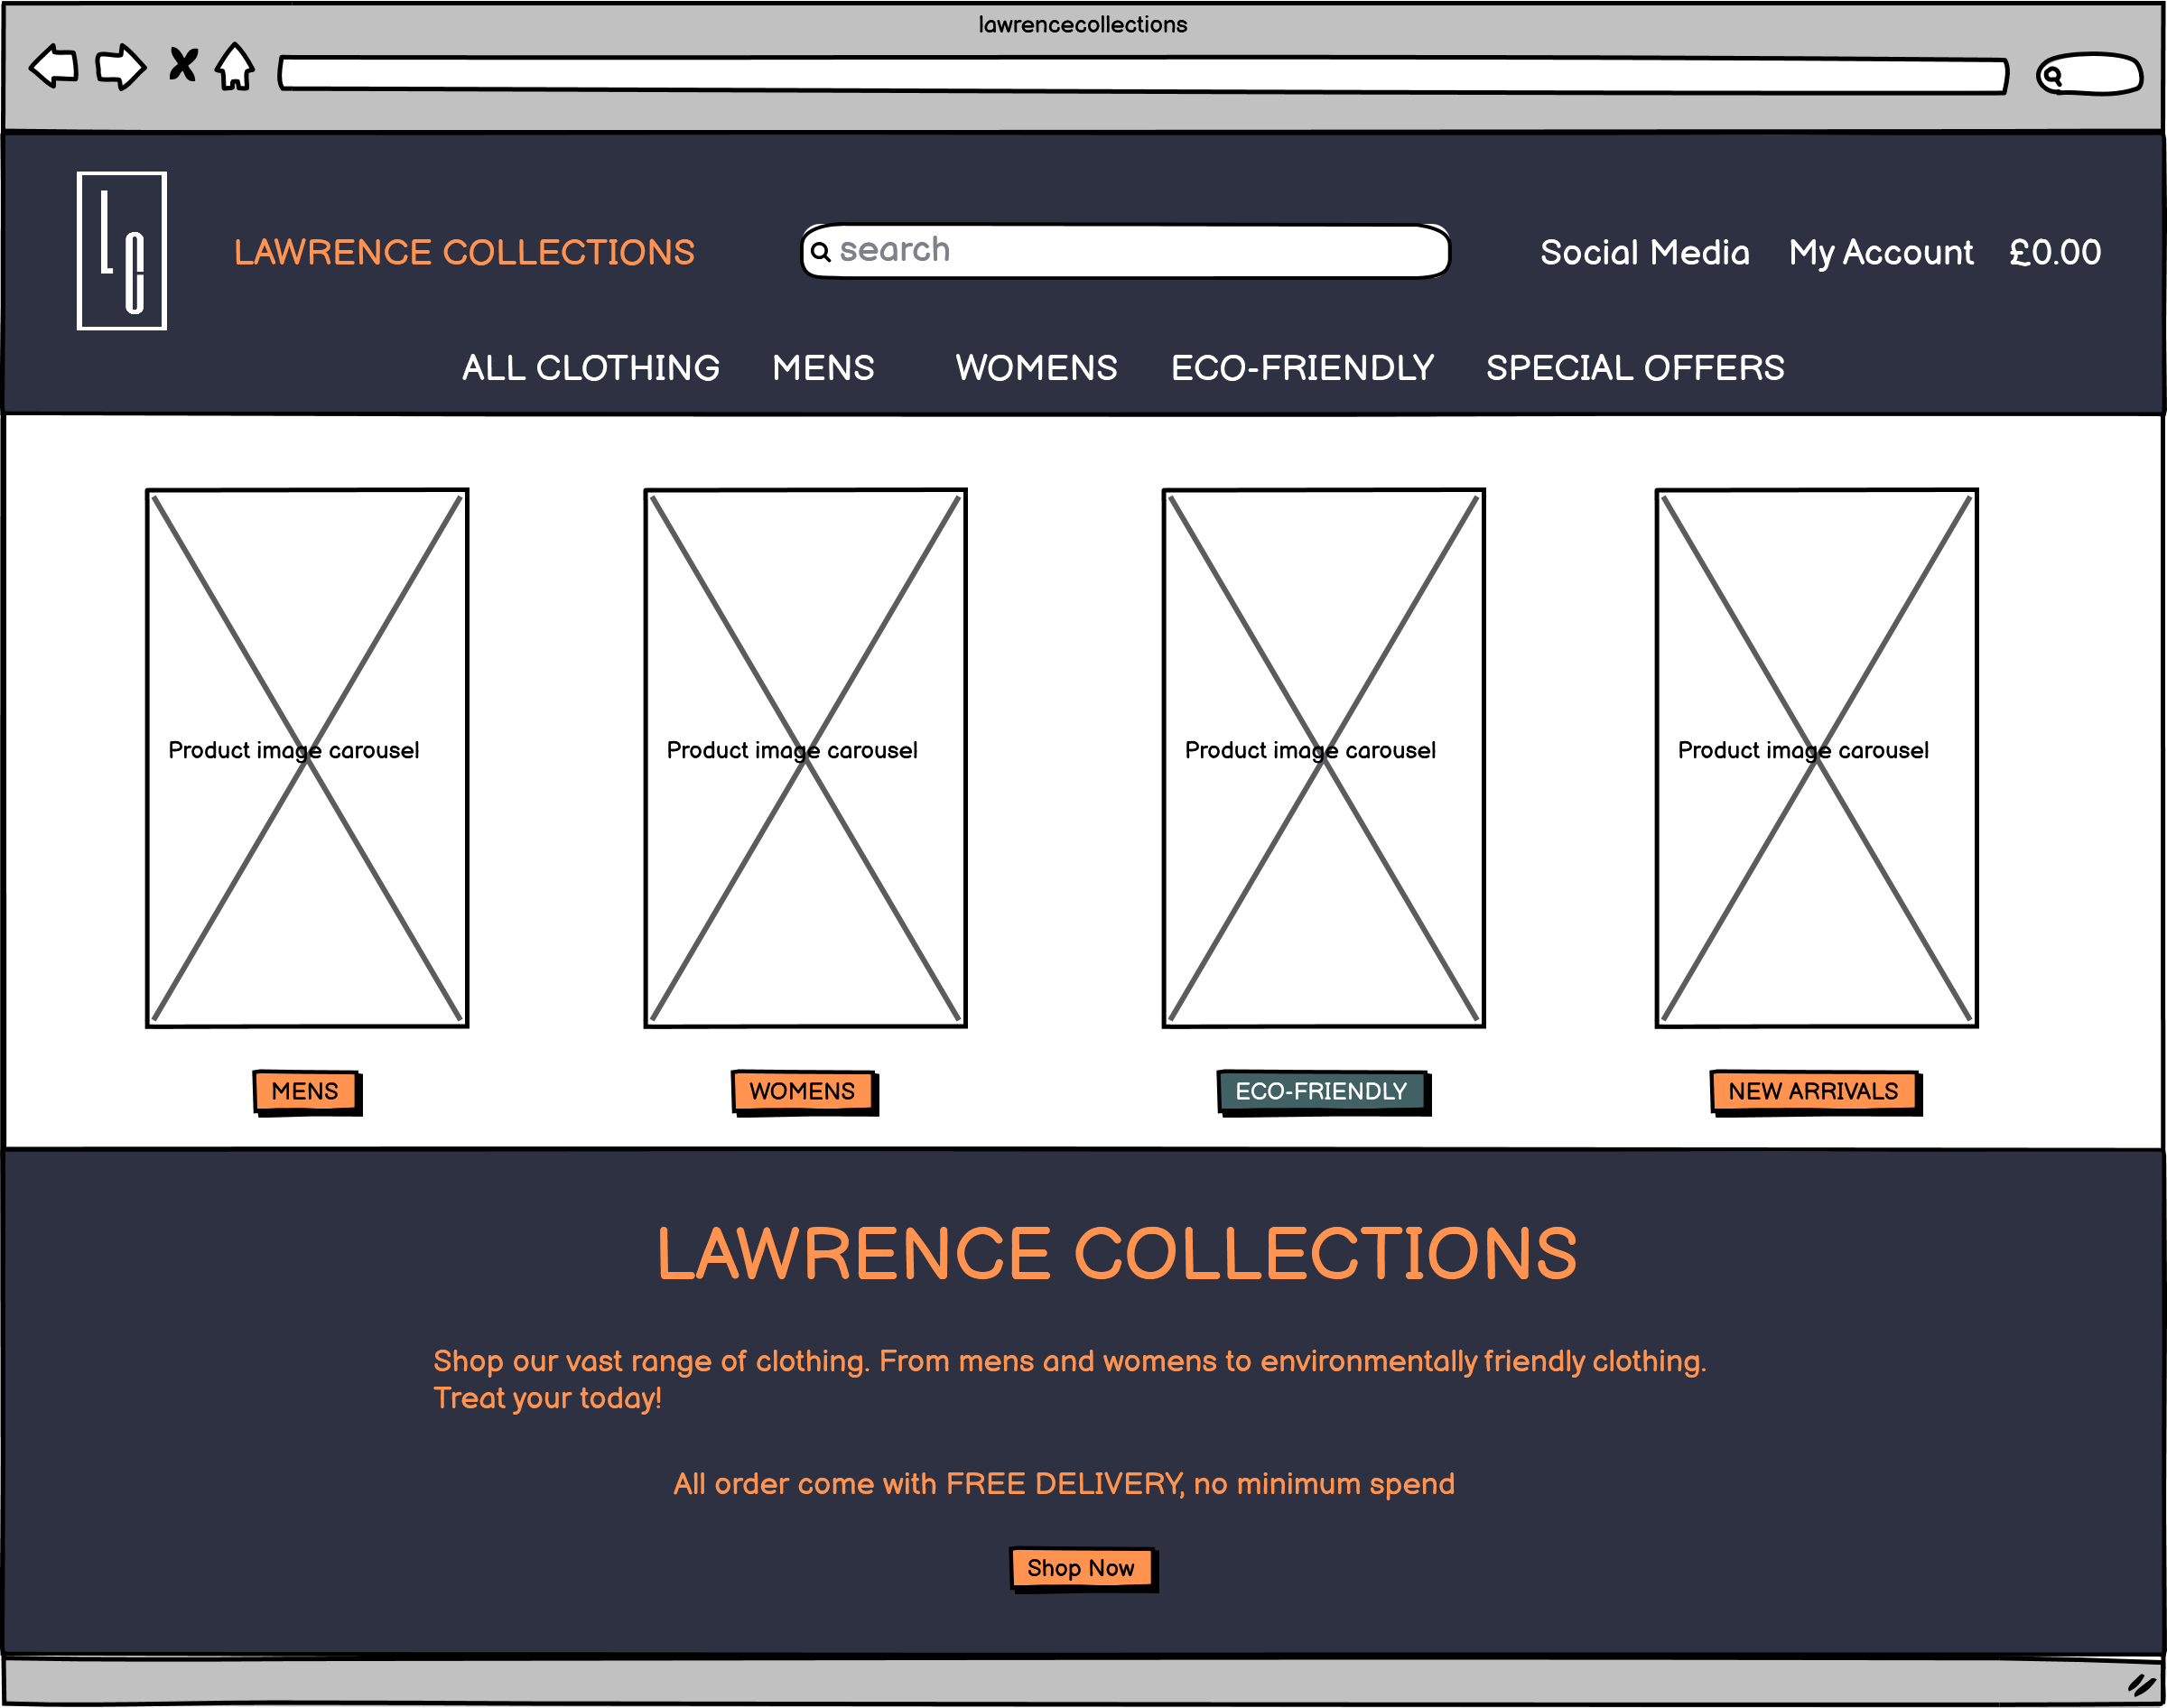 lawrencecollections
LC
LAWRENCE COLLECTIONS
search
Social Media
My Account
£0.00
ALL CLOTHING
MENS
WOMENS
ECO-FRIENDLY
SPECIAL OFFERS
Product image carousel
Product image carousel
Product image carousel
Product image carousel
MENS
WOMENS
ECO-FRIENDLY
NEW ARRIVALS
LAWRENCE COLLECTIONS
Shop our vast range of clothing. From mens and womens to environmentally friendly clothing.
Treat your today!
All order come with FREE DELIVERY, no minimum spend
Shop Now